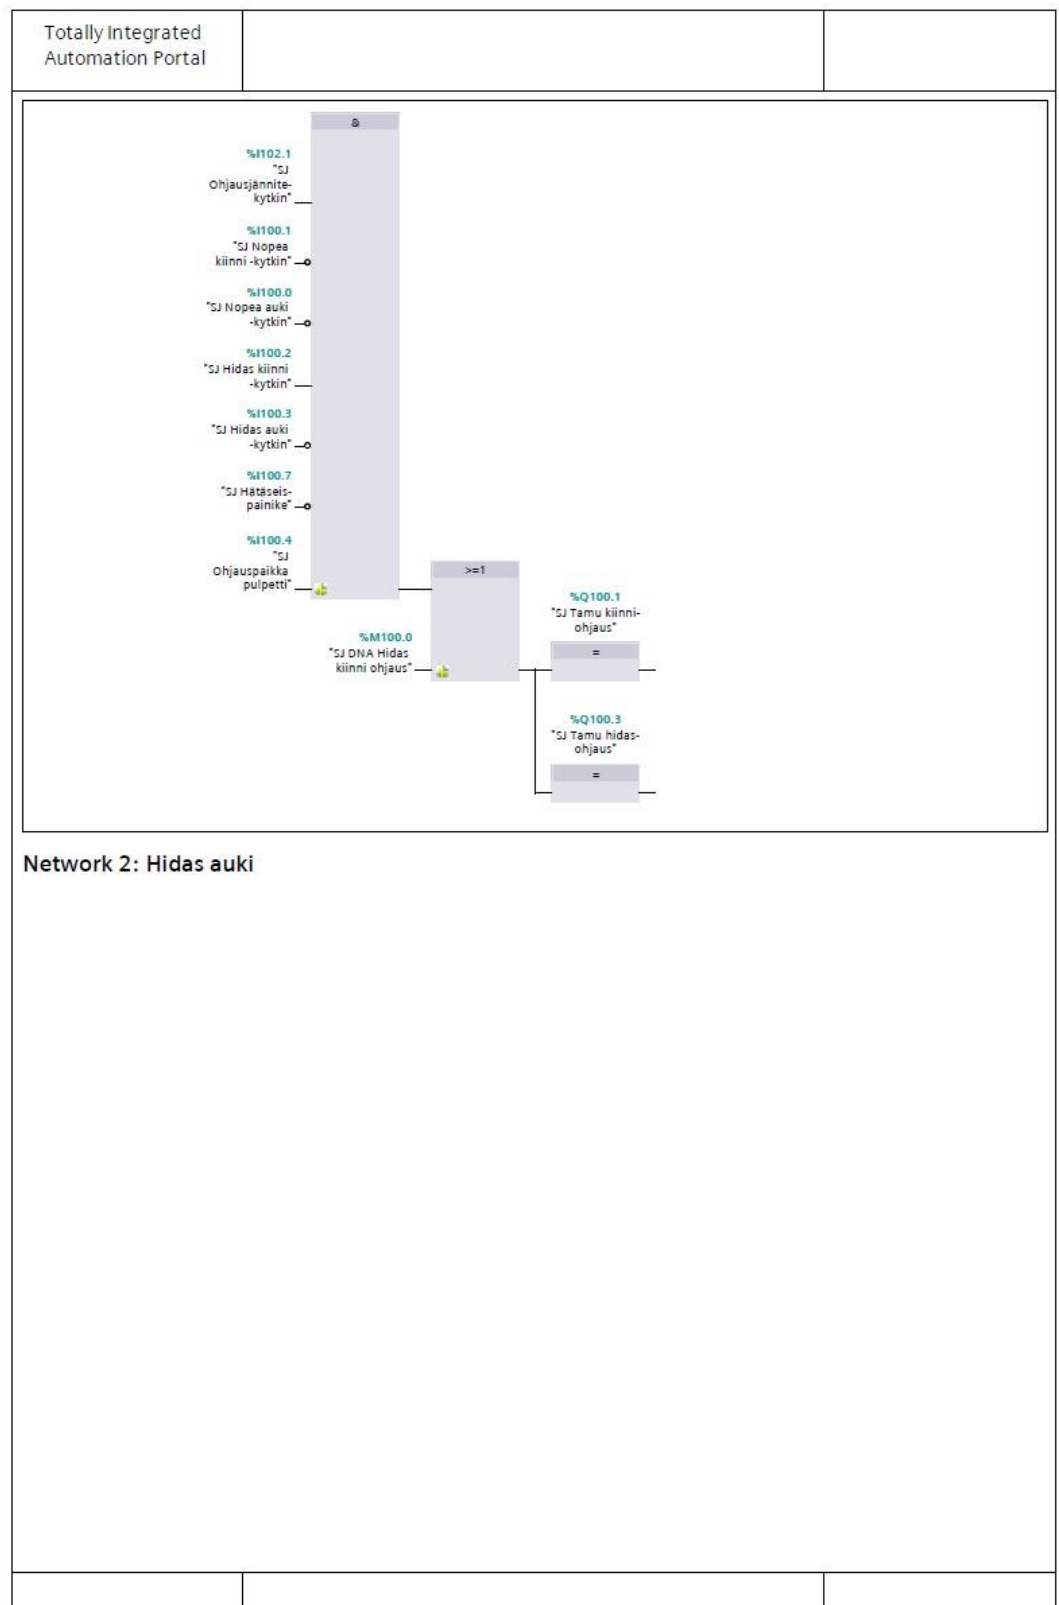 Totally Integrated
Automation Portal
&
%I102.1
"SJ
Ohjausjännite-
kytkin"
%I100.1
"SJ Nopea
kiinni -kytkin"
%I100.0
"SJ Nopea auki
-kytkin"
%I100.2
"SJ Hidas kiinni
-kytkin"
%I100.3
"SJ Hidas auki
-kytkin"
%I100.7
"SJ Hätäseis-
painike"
%I100.4
"SJ
Ohjauspaikka
pulpetti"
>=1
%M100.0
"SJ DNA Hidas
kiinni ohjaus"
%Q100.1
"SJ Tamu kiinni-
ohjaus"
=
%Q100.3
"SJ Tamu hidas-
ohjaus"
=
Network 2: Hidas auki